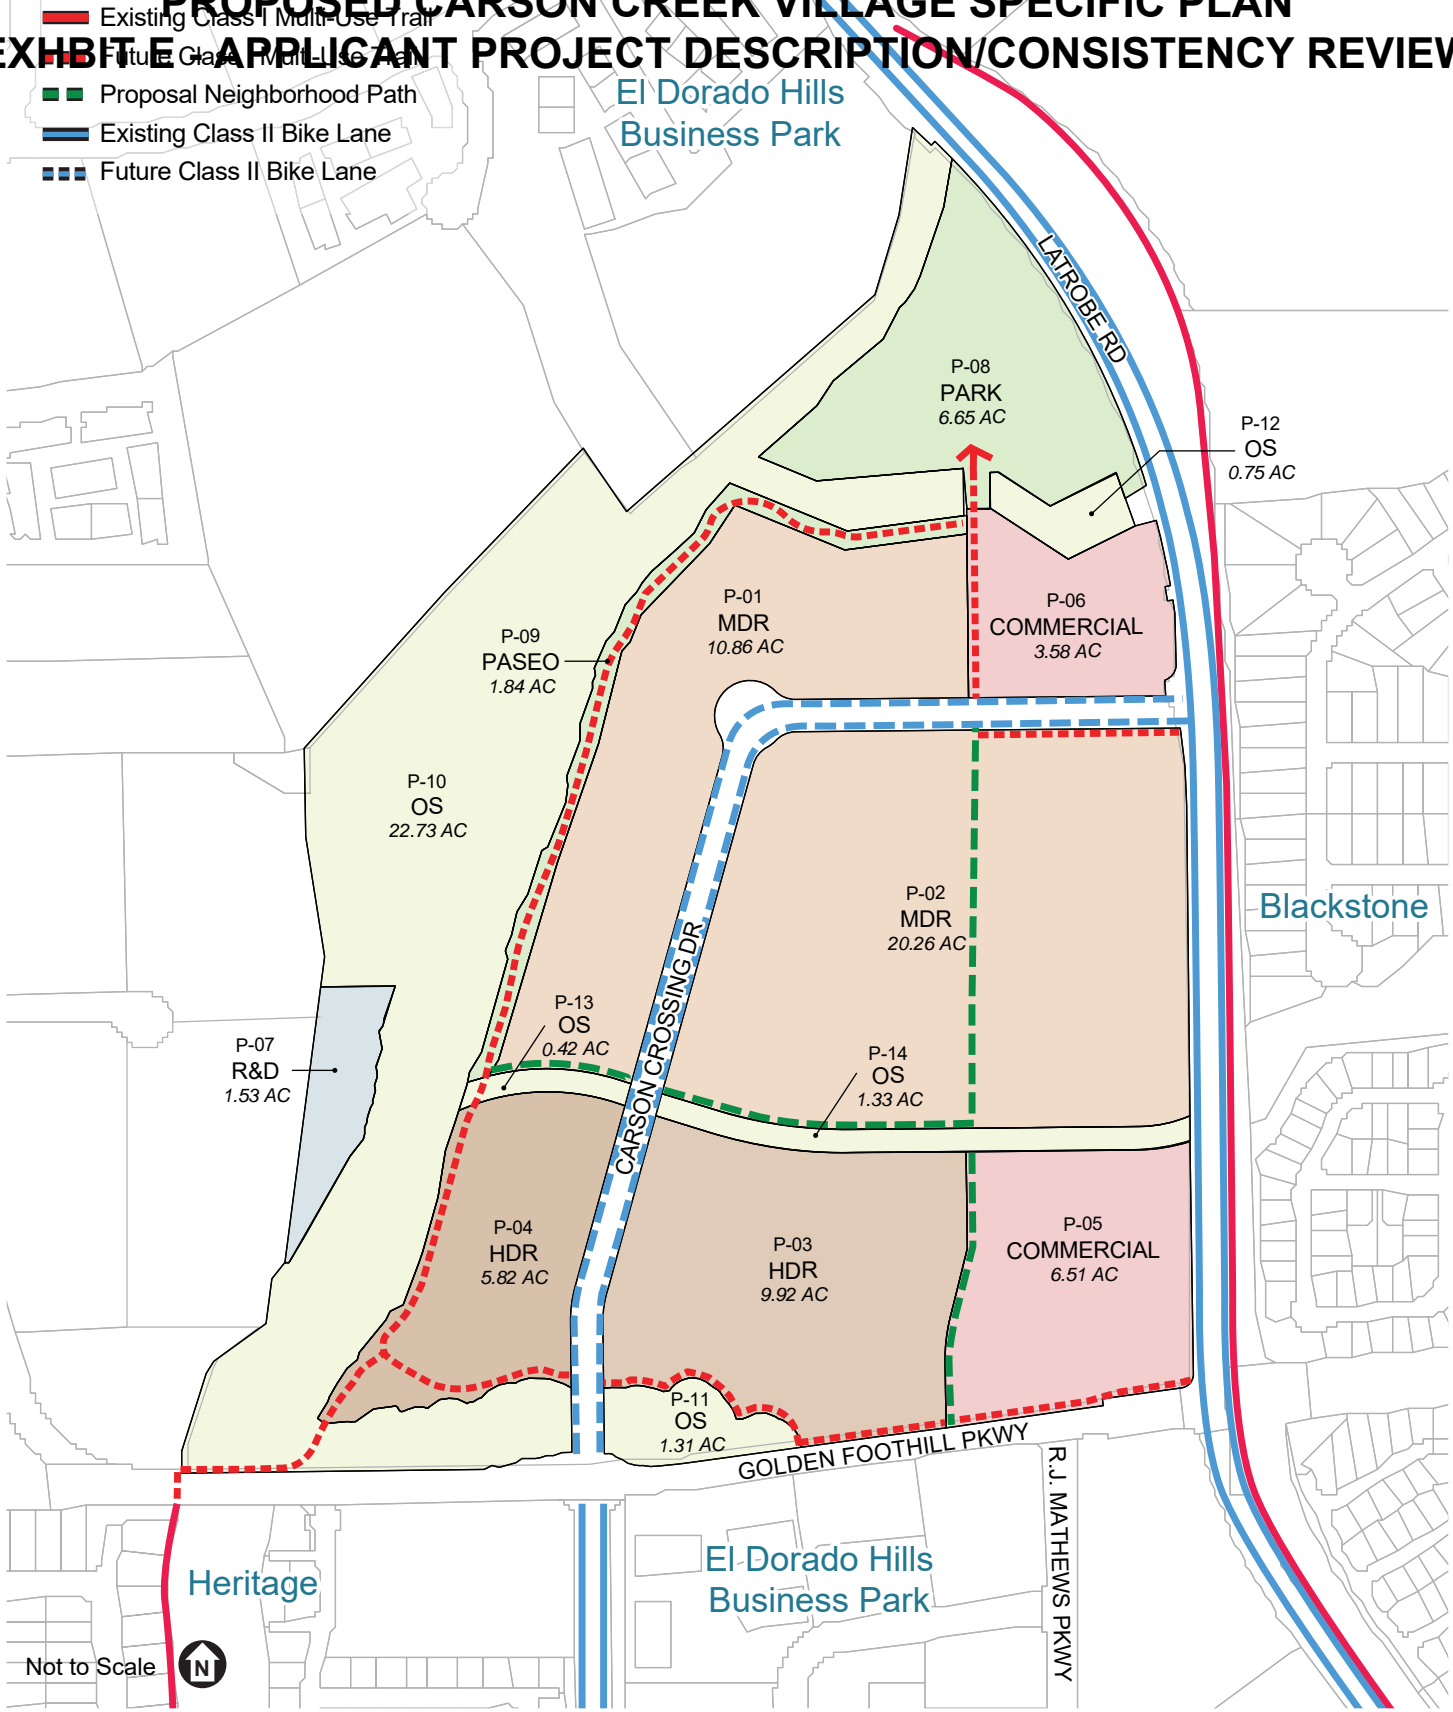 PROPOSED CARSON CREEK VILLAGE SPECIFIC PLAN
EXHBIT E - APPLICANT PROJECT DESCRIPTION/CONSISTENCY REVIEW
Existing Class I Multi-Use Trail
Future Class I Multi-Use Trail
Proposal Neighborhood Path
Existing Class II Bike Lane
Future Class II Bike Lane
El Dorado Hills
Business Park
LATROBE RD
P-08
PARK
6.65 AC
P-12
OS
0.75 AC
P-01
MDR
10.86 AC
P-06
COMMERCIAL
3.58 AC
P-09
PASEO
1.84 AC
P-10
OS
22.73 AC
P-02
MDR
20.26 AC
Blackstone
CARSON CROSSING DR
P-13
OS
0.42 AC
P-07
R&D
1.53 AC
P-14
OS
1.33 AC
P-04
HDR
5.82 AC
P-03
HDR
9.92 AC
P-05
COMMERCIAL
6.51 AC
P-11
OS
1.31 AC
GOLDEN FOOTHILL PKWY
R.J. MATHEWS PKWY
El Dorado Hills
Business Park
Heritage
Not to Scale
N